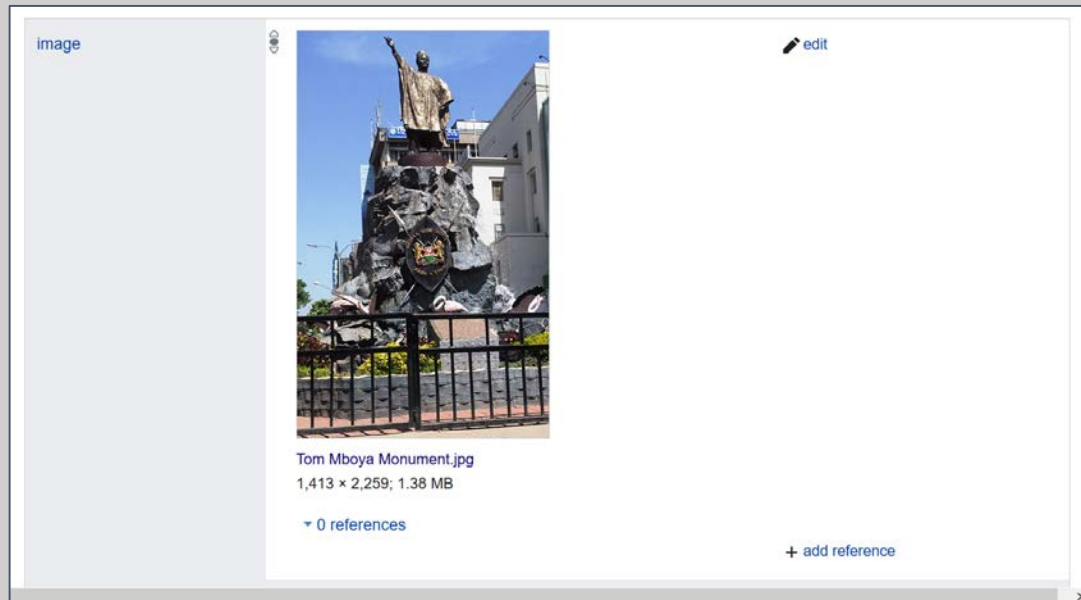 image
edit
Tom Mboya Monument.jpg
1,413 × 2,259; 1.38 MB
0 references
+ add reference